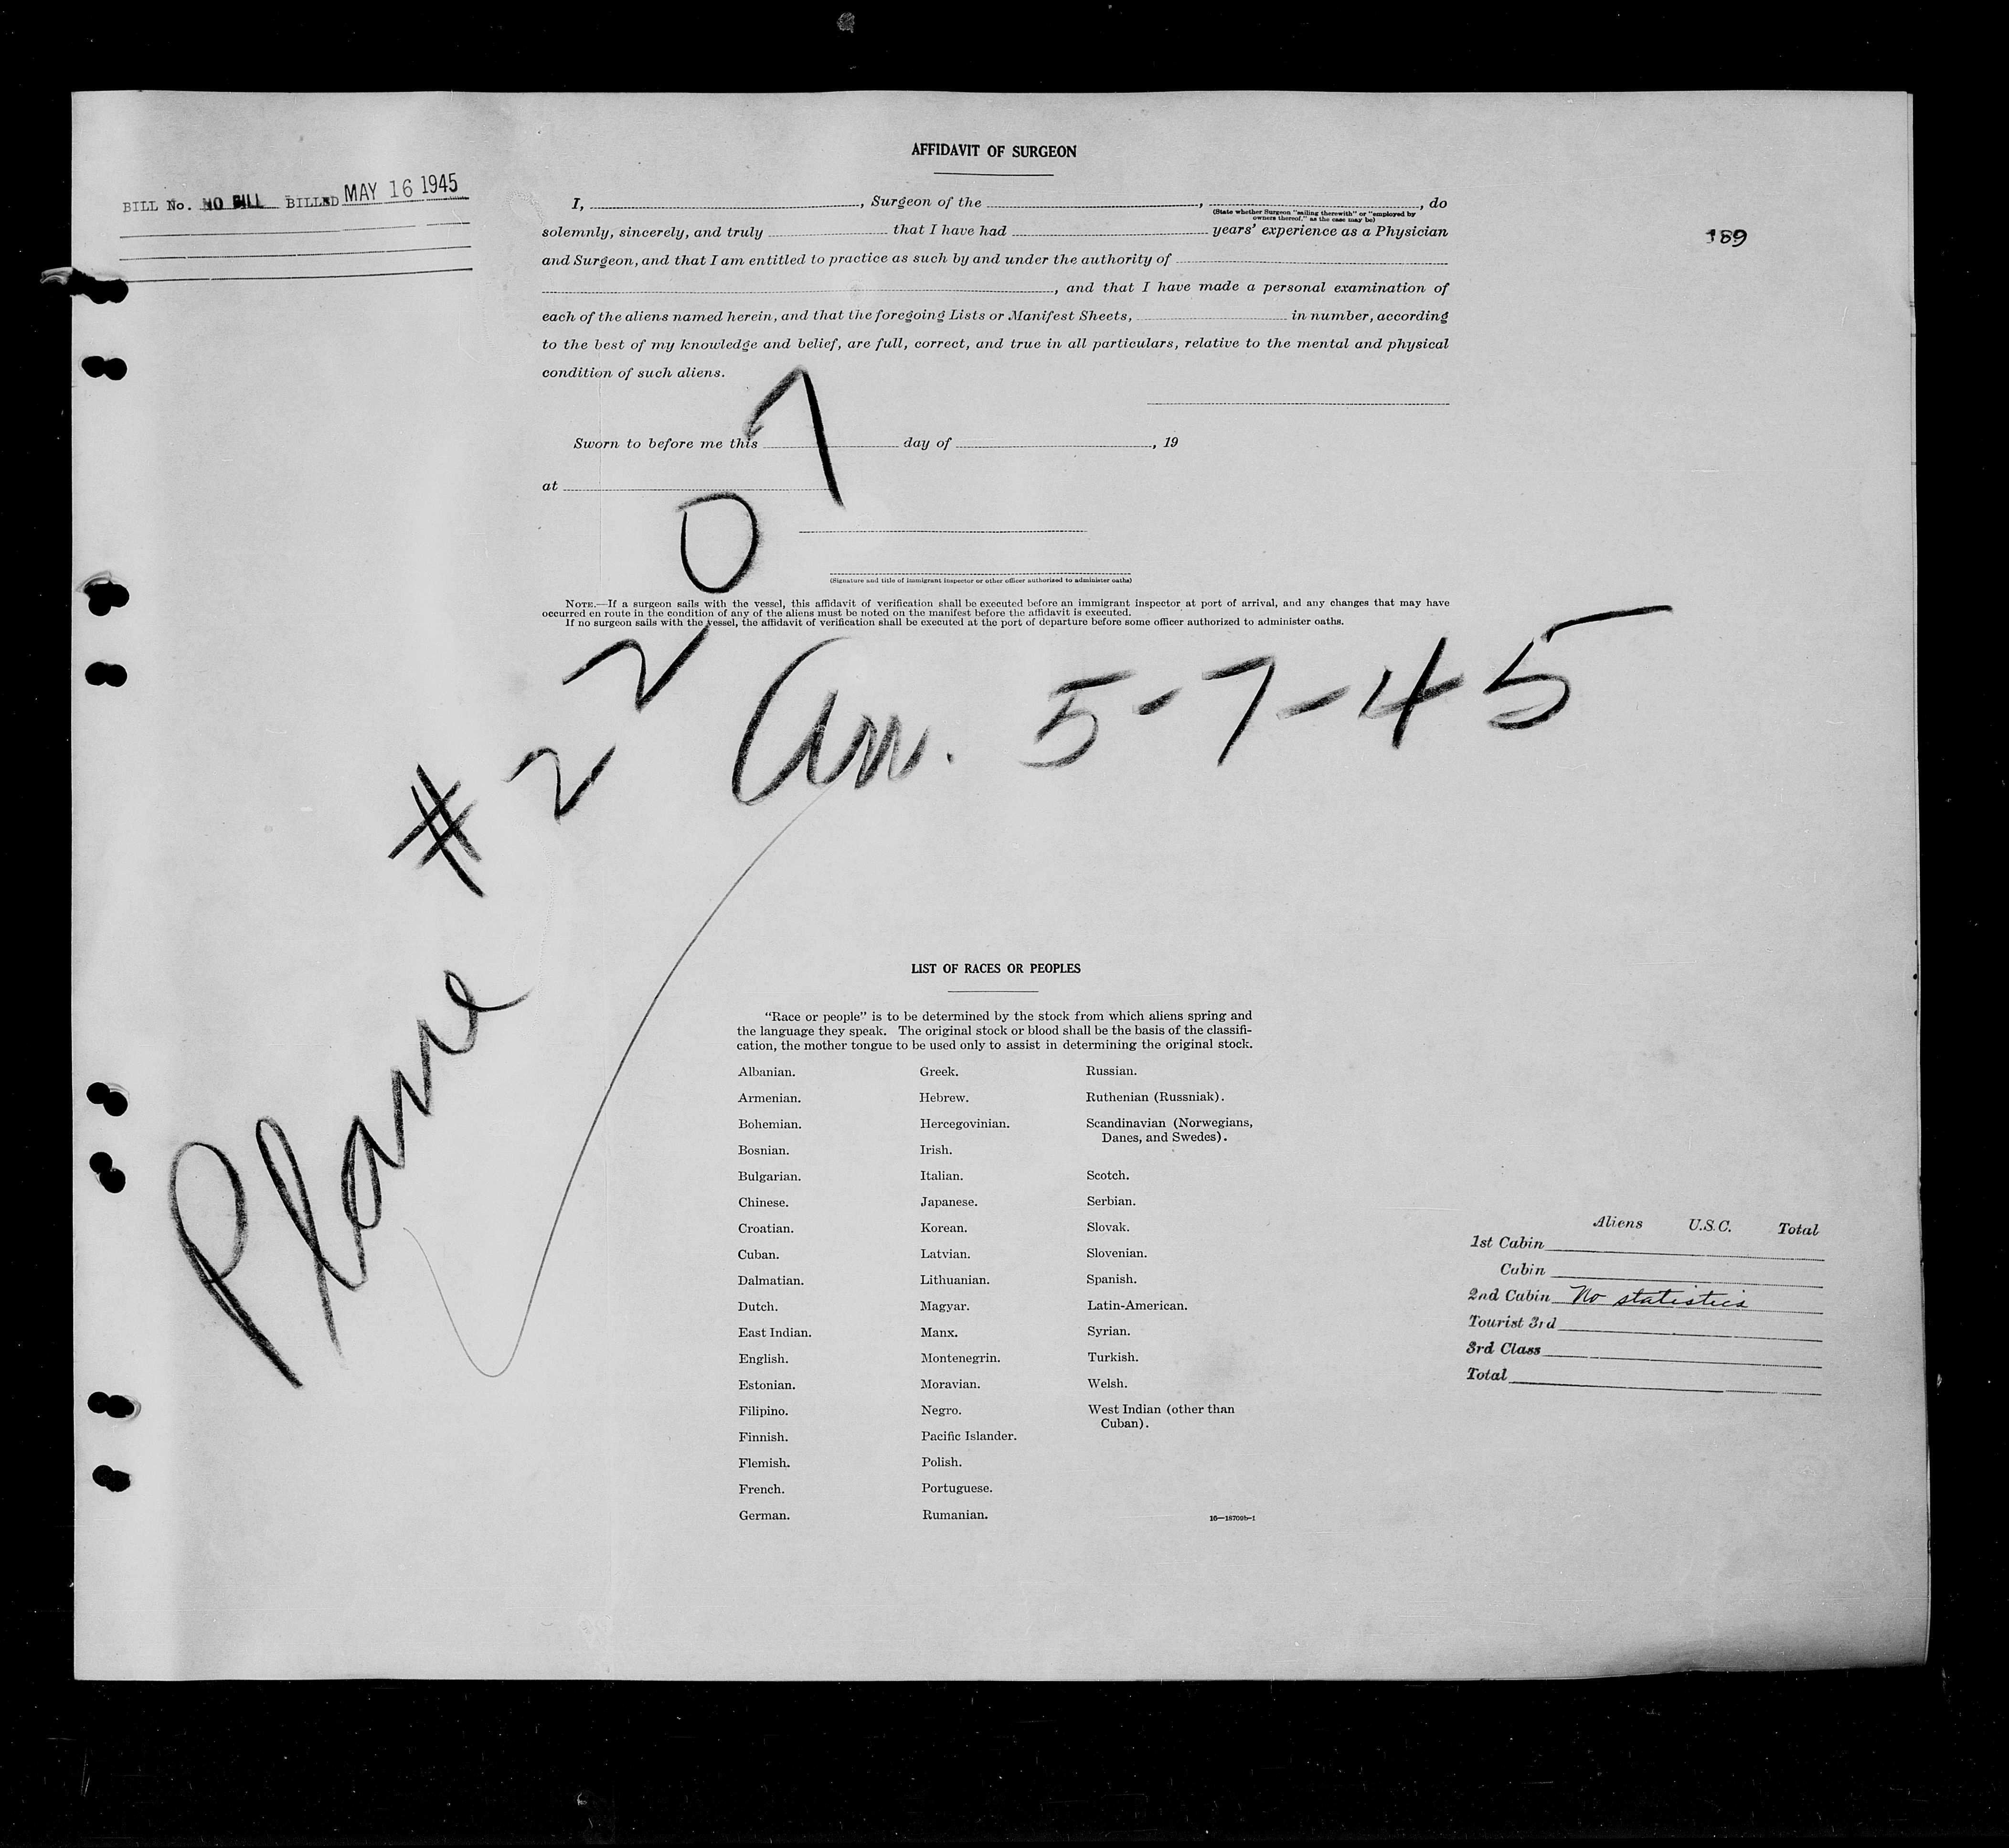 AFFIDAVIT OF SURGEON
BILL No. NO BILL BILLED MAY 16 1945
189
I, , Surgeon of the , , do
(State whether Surgeon "sailing therewith" or "employed by
owners thereof," as the case may be)
solemnly, sincerely, and truly that I have had years' experience as a Physician
and Surgeon, and that I am entitled to practice as such by and under the authority of
, and that I have made a personal examination of
each of the aliens named herein, and that the foregoing Lists or Manifest Sheets, in number, according
to the best of my knowledge and belief, are full, correct, and true in all particulars, relative to the mental and physical
condition of such aliens.
Sworn to before me this day of , 19
at
(Signature and title of immigrant inspector or other officer authorized to administer oaths)
NOTE.—If a surgeon sails with the vessel, this affidavit of verification shall be executed before an immigrant inspector at port of arrival, and any changes that may have
occurred en route in the condition of any of the aliens must be noted on the manifest before the affidavit is executed.
If no surgeon sails with the vessel, the affidavit of verification shall be executed at the port of departure before some officer authorized to administer oaths.
Plane # 2207
Arr. 5-7-45
LIST OF RACES OR PEOPLES
"Race or people" is to be determined by the stock from which aliens spring and
the language they speak. The original stock or blood shall be the basis of the classifi-
cation, the mother tongue to be used only to assist in determining the original stock.
Albanian.
Armenian.
Bohemian.
Bosnian.
Bulgarian.
Chinese.
Croatian.
Cuban.
Dalmatian.
Dutch.
East Indian.
English.
Estonian.
Filipino.
Finnish.
Flemish.
French.
German.
Greek.
Hebrew.
Hercegovinian.
Irish.
Italian.
Japanese.
Korean.
Latvian.
Lithuanian.
Magyar.
Manx.
Montenegrin.
Moravian.
Negro.
Pacific Islander.
Polish.
Portuguese.
Rumanian.
Russian.
Ruthenian (Russniak).
Scandinavian (Norwegians,
Danes, and Swedes).
Scotch.
Serbian.
Slovak.
Slovenian.
Spanish.
Latin-American.
Syrian.
Turkish.
Welsh.
West Indian (other than
Cuban).
16—18709b-1
Aliens U.S.C. Total
1st Cabin
Cabin
2nd Cabin No statistics
Tourist 3rd
3rd Class
Total